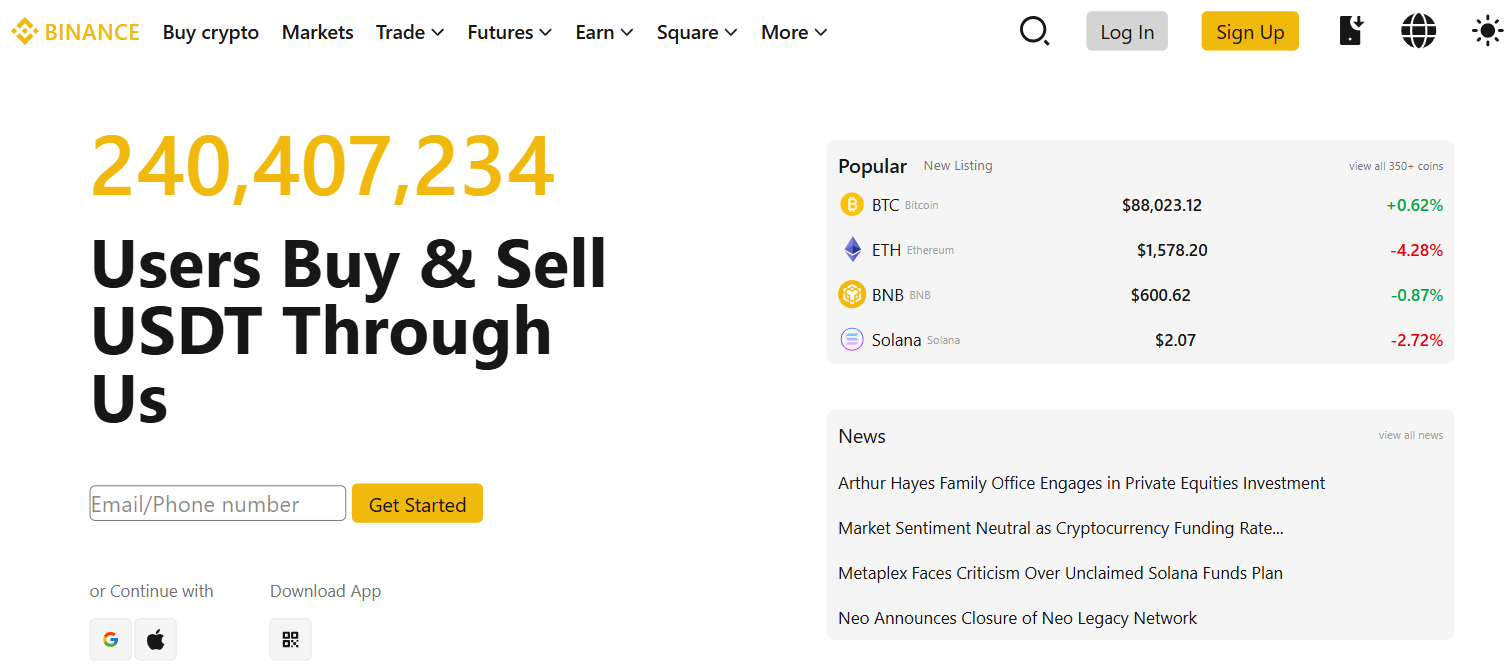 BINANCE Buy crypto Markets Trade Futures Earn Square More Log In Sign Up
240,407,234
Users Buy & Sell
USDT Through
Us
Email/Phone number Get Started
or Continue with Download App
Popular New Listing view all 350+ coins
BTC Bitcoin $88,023.12 +0.62%
ETH Ethereum $1,578.20 -4.28%
BNB BNB $600.62 -0.87%
Solana Solana $2.07 -2.72%
News view all news
Arthur Hayes Family Office Engages in Private Equities Investment
Market Sentiment Neutral as Cryptocurrency Funding Rate...
Metaplex Faces Criticism Over Unclaimed Solana Funds Plan
Neo Announces Closure of Neo Legacy Network